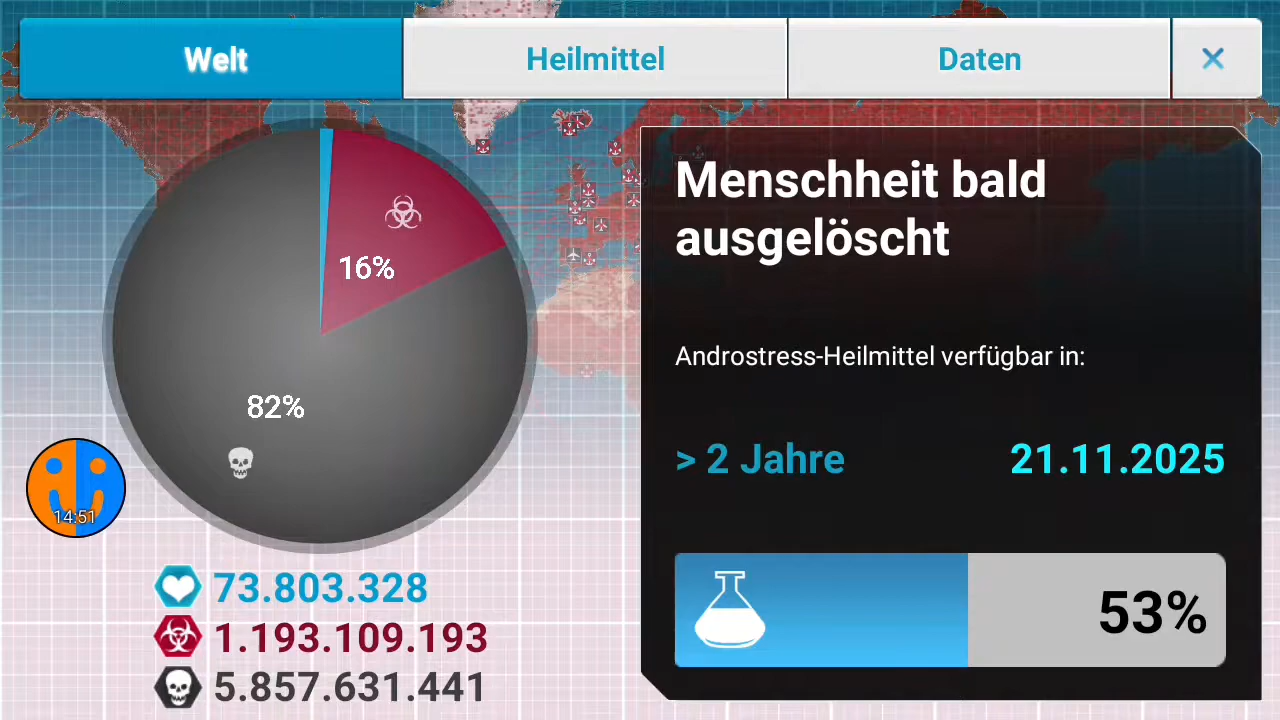 Welt
Heilmittel
Daten
16%
82%
14:51
73.803.328
1.193.109.193
5.857.631.441
Menschheit bald
ausgelöscht
Androstress-Heilmittel verfügbar in:
> 2 Jahre
21.11.2025
53%